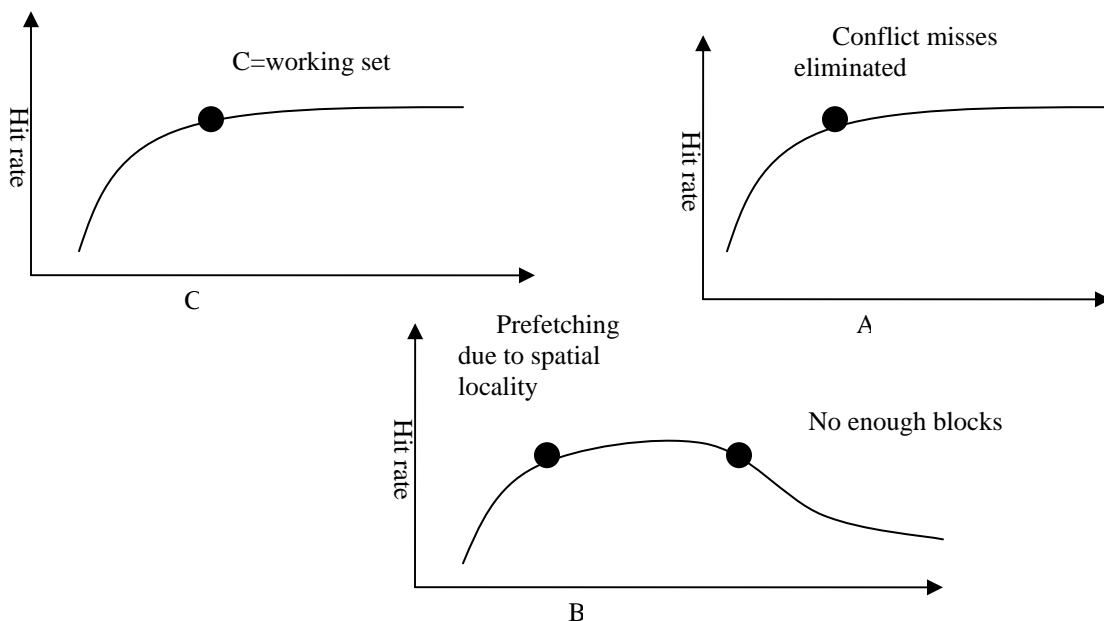 C=working set
Hit rate
C
Conflict misses
eliminated
Hit rate
A
Prefetching
due to spatial
locality
Hit rate
No enough blocks
B